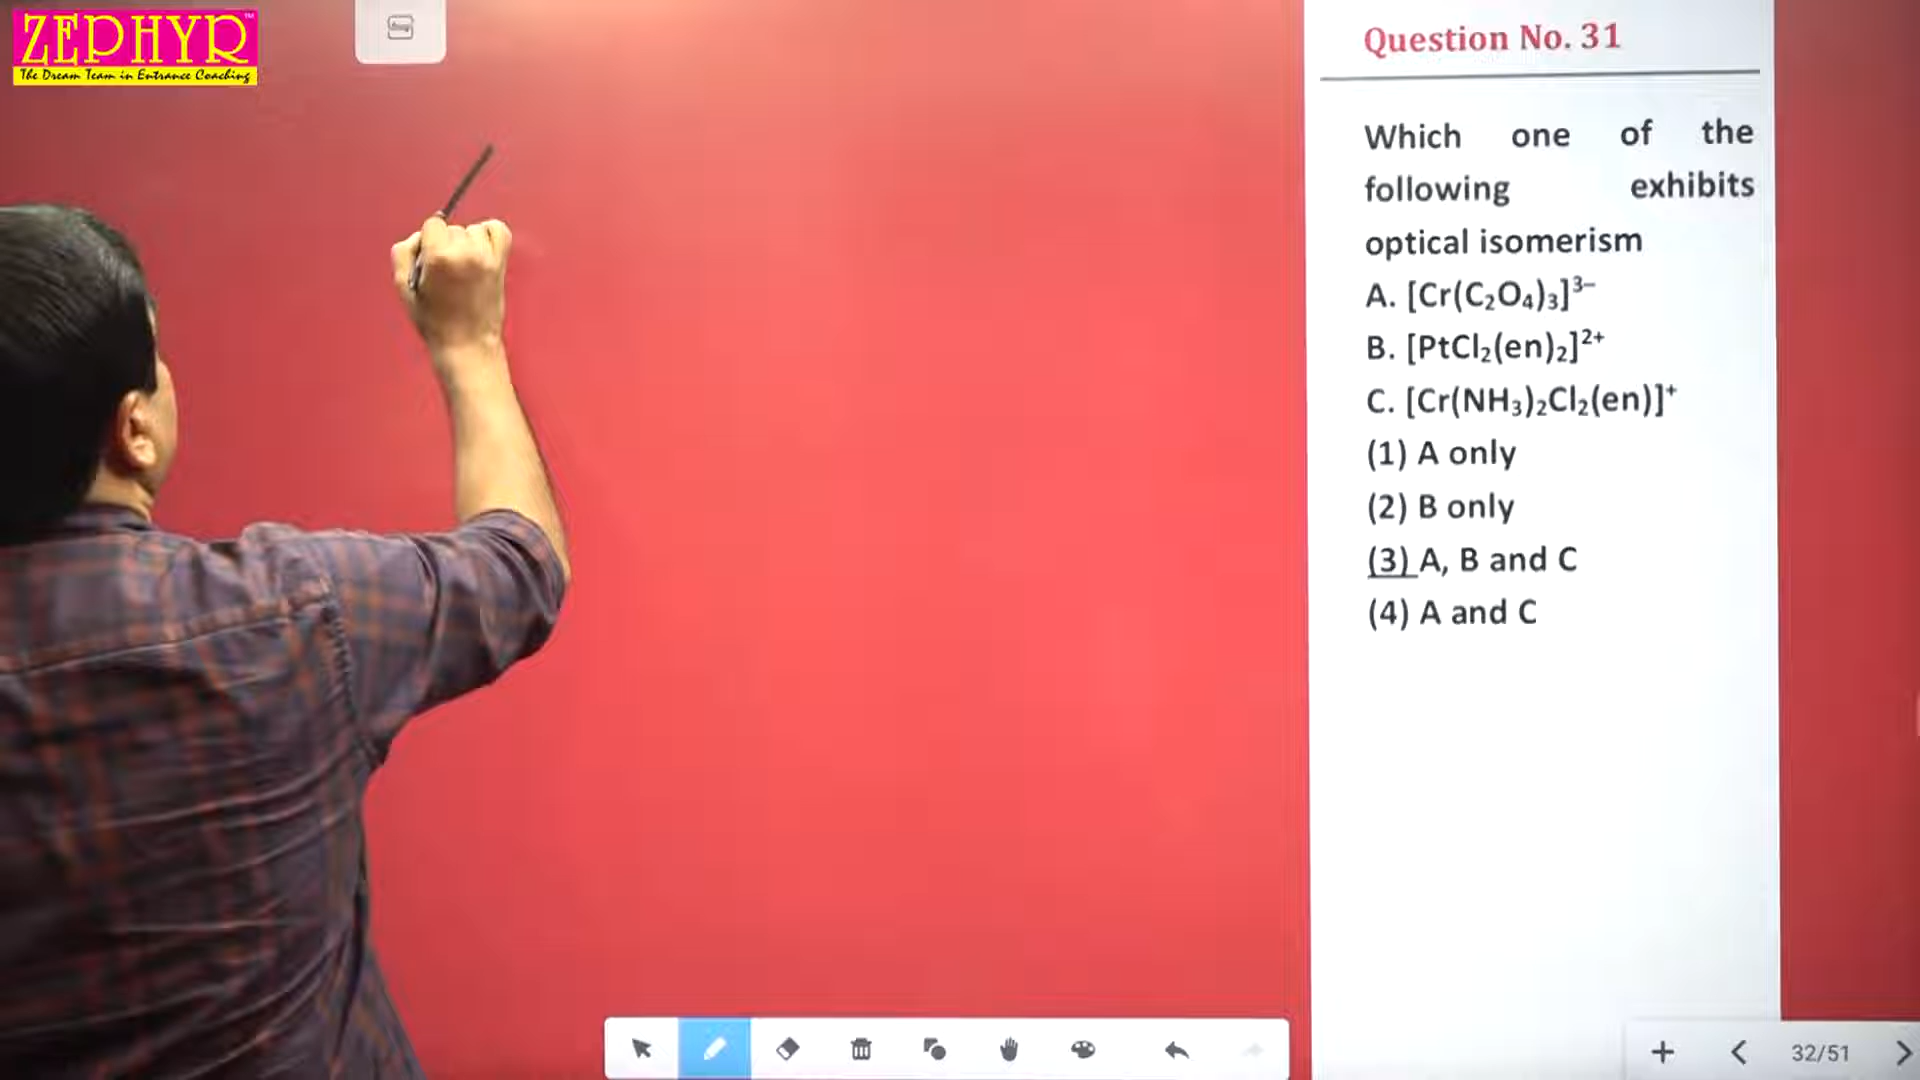 ZEPHYR™
The Dream Team in Entrance Coaching
Question No. 31
Which one of the
following exhibits
optical isomerism
A. [Cr(C₂O₄)₃]³⁻
B. [PtCl₂(en)₂]²⁺
C. [Cr(NH₃)₂Cl₂(en)]⁺
(1) A only
(2) B only
(3) A, B and C
(4) A and C
32/51